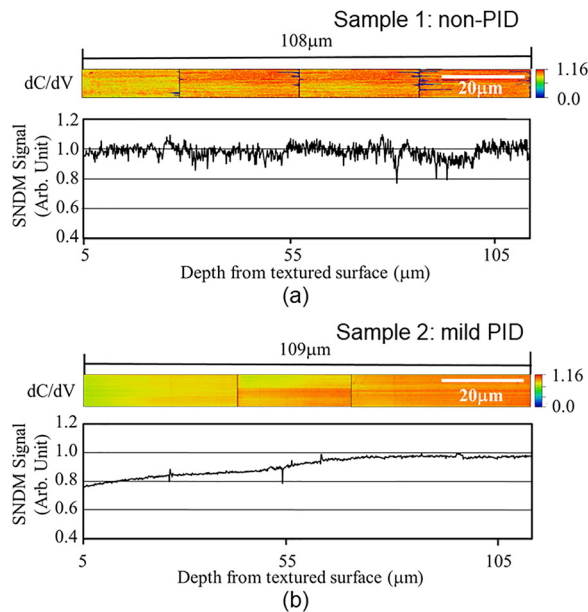 Sample 1: non-PID
108μm
dC/dV
20μm
1.16
0.0
SNDM Signal
(Arb. Unit)
1.2
1.0
0.8
0.6
0.4
5
55
105
Depth from textured surface (μm)
(a)
Sample 2: mild PID
109μm
dC/dV
20μm
1.16
0.0
SNDM Signal
(Arb. Unit)
1.2
1.0
0.8
0.6
0.4
5
55
105
Depth from textured surface (μm)
(b)